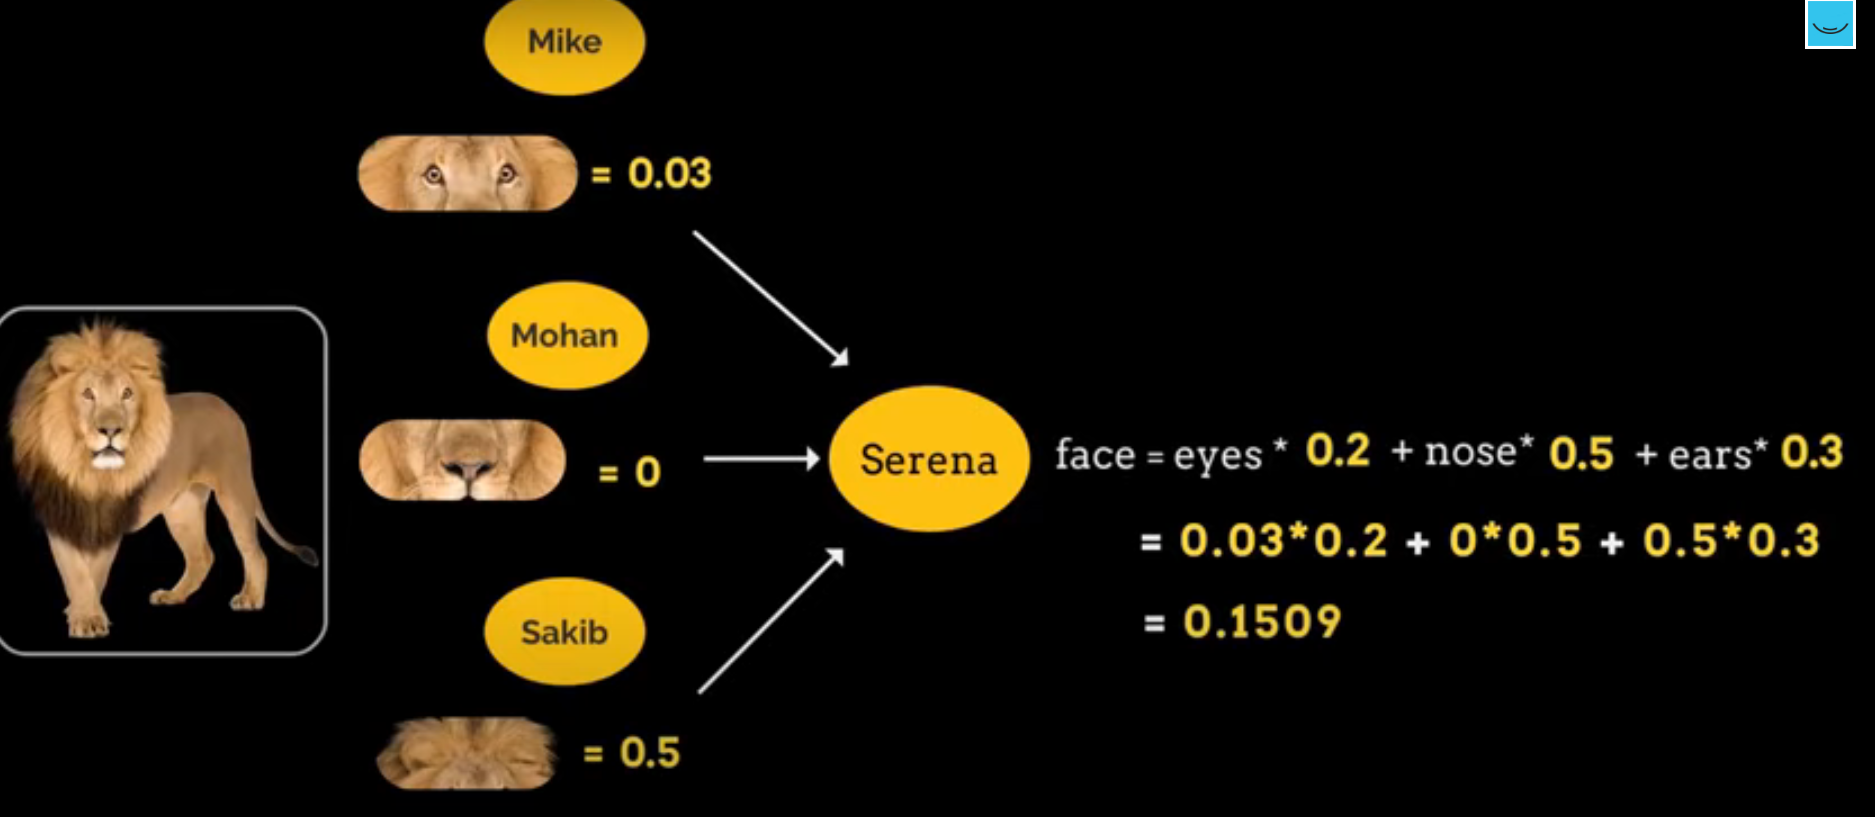 Mike
= 0.03
Mohan
= 0
Sakib
= 0.5
Serena
face = eyes * 0.2 + nose* 0.5 + ears* 0.3
= 0.03*0.2 + 0*0.5 + 0.5*0.3
= 0.1509